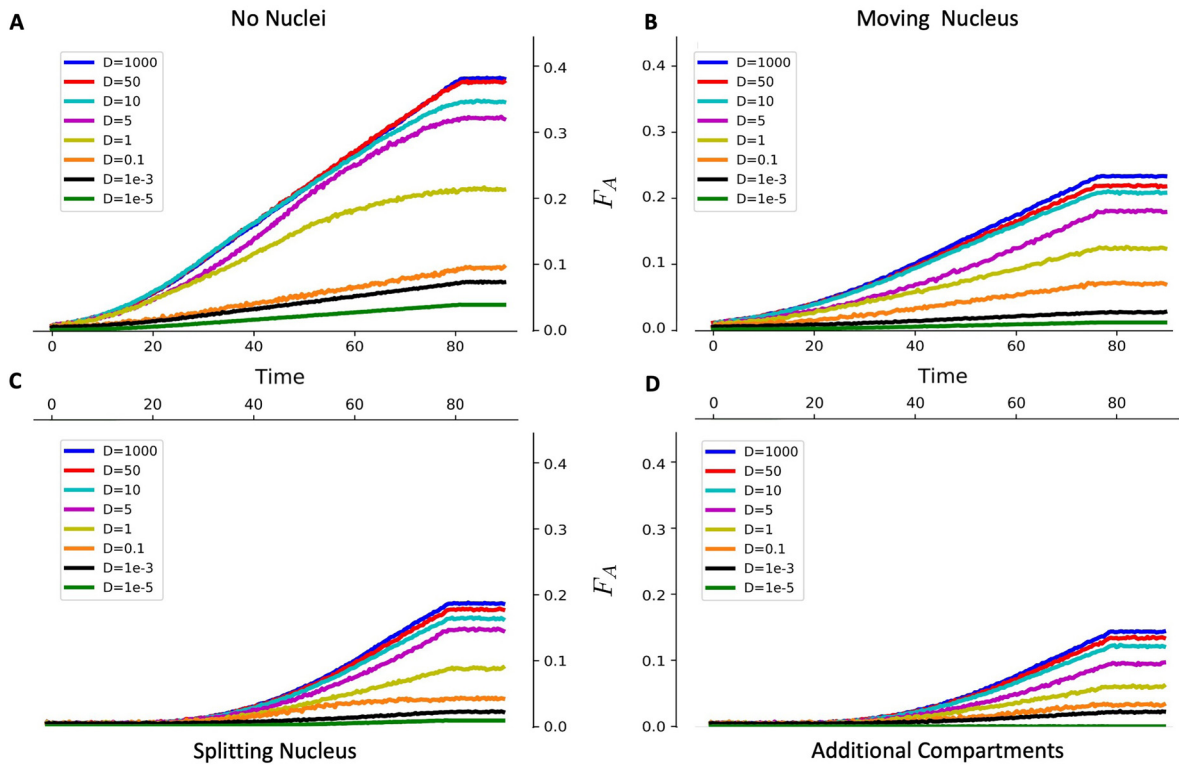 No Nuclei
Moving Nucleus
A
D=1000
D=50
D=10
D=5
D=1
D=0.1
D=1e-3
D=1e-5
0.4
0.3
0.2
0.1
0.0
0 20 40 60 80
Time
F_A
B
D=1000
D=50
D=10
D=5
D=1
D=0.1
D=1e-3
D=1e-5
0.4
0.3
0.2
0.1
0.0
0 20 40 60 80
Time
C
0 20 40 60 80
D=1000
D=50
D=10
D=5
D=1
D=0.1
D=1e-3
D=1e-5
0.4
0.3
0.2
0.1
0.0
F_A
D
0 20 40 60 80
D=1000
D=50
D=10
D=5
D=1
D=0.1
D=1e-3
D=1e-5
0.4
0.3
0.2
0.1
0.0
Splitting Nucleus
Additional Compartments